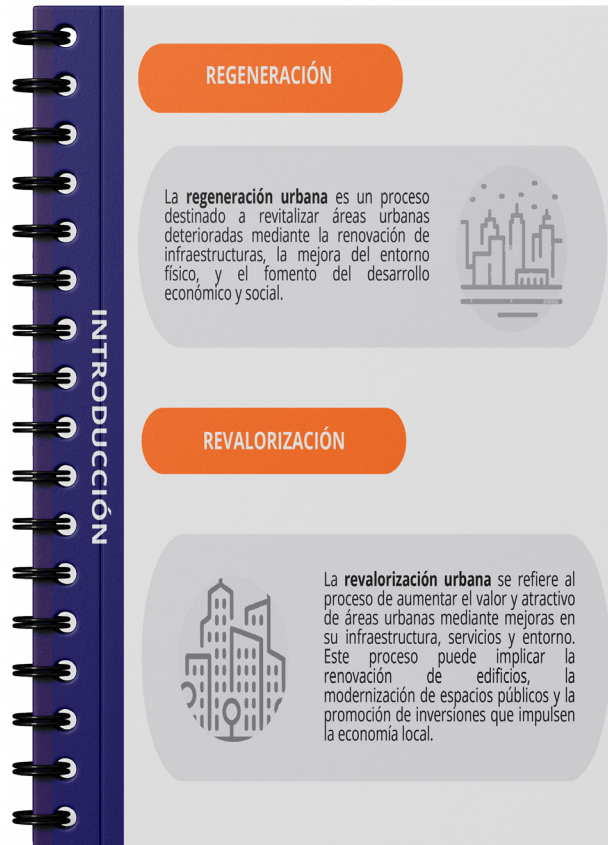 REGENERACIÓN
La regeneración urbana es un proceso
destinado a revitalizar áreas urbanas
deterioradas mediante la renovación de
infraestructuras, la mejora del entorno
físico, y el fomento del desarrollo
económico y social.
INTRODUCCIÓN
REVALORIZACIÓN
La revalorización urbana se refiere al
proceso de aumentar el valor y atractivo
de áreas urbanas mediante mejoras en
su infraestructura, servicios y entorno.
Este proceso puede implicar la
renovación de edificios, la
modernización de espacios públicos y la
promoción de inversiones que impulsen
la economía local.